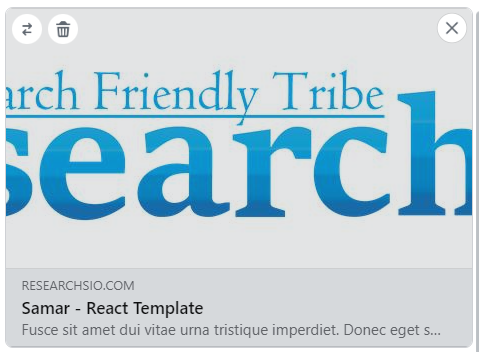 arch Friendly Tribe
search
RESEARCHSIO.COM
Samar - React Template
Fusce sit amet dui vitae urna tristique imperdiet. Donec eget s...